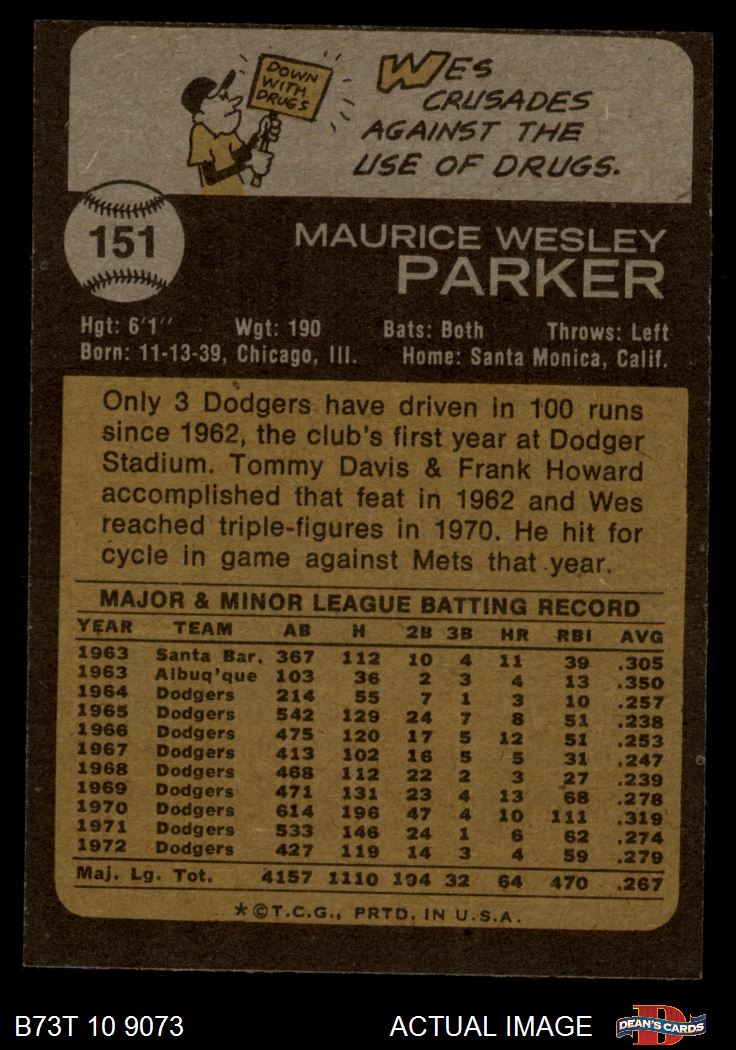 DOWN
WITH
DRUGS
WES
CRUSADES
AGAINST THE
USE OF DRUGS.
151
MAURICE WESLEY
PARKER
Hgt: 6'1" Wgt: 190 Bats: Both Throws: Left
Born: 11-13-39, Chicago, Ill. Home: Santa Monica, Calif.
Only 3 Dodgers have driven in 100 runs
since 1962, the club's first year at Dodger
Stadium. Tommy Davis & Frank Howard
accomplished that feat in 1962 and Wes
reached triple-figures in 1970. He hit for
cycle in game against Mets that year.
MAJOR & MINOR LEAGUE BATTING RECORD
YEAR TEAM AB H 2B 3B HR RBI AVG
1963 Santa Bar. 367 112 10 4 11 39 .305
1963 Albuq'que 103 36 2 3 4 13 .350
1964 Dodgers 214 55 7 1 3 10 .257
1965 Dodgers 542 129 24 7 8 51 .238
1966 Dodgers 475 120 17 5 12 51 .253
1967 Dodgers 413 102 16 5 5 31 .247
1968 Dodgers 468 112 22 2 3 27 .239
1969 Dodgers 471 131 23 4 13 68 .278
1970 Dodgers 614 196 47 4 10 111 .319
1971 Dodgers 533 146 24 1 6 62 .274
1972 Dodgers 427 119 14 3 4 59 .279
Maj. Lg. Tot. 4157 1110 194 32 64 470 .267
*©T.C.G., PRTD. IN U.S.A.
B73T 10 9073 ACTUAL IMAGE D DEAN'S CARDS